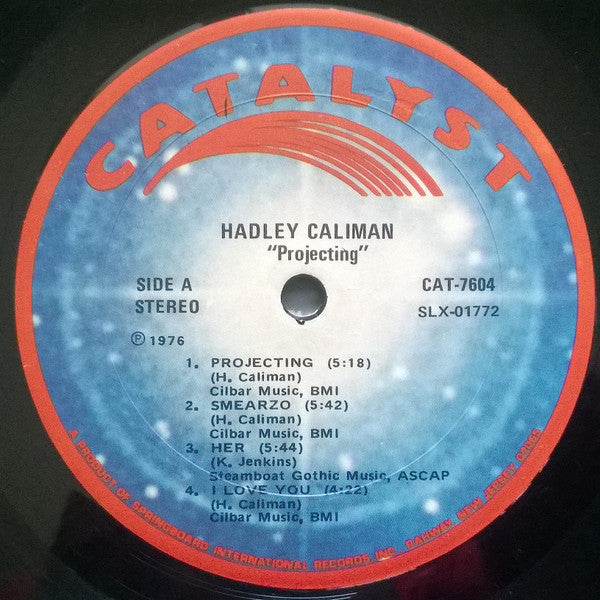 CATALYST
HADLEY CALIMAN
"Projecting"
SIDE A
STEREO
CAT-7604
SLX-01772
Ⓟ 1976
1. PROJECTING (5:18)
(H. Caliman)
Cilbar Music, BMI
2. SMEARZO (5:42)
(H. Caliman)
Cilbar Music, BMI
3. HER (5:44)
(K. Jenkins)
Steamboat Gothic Music, ASCAP
4. I LOVE YOU (4:22)
(H. Caliman)
Cilbar Music, BMI
A PRODUCT OF SPRINGBOARD INTERNATIONAL RECORDS INC. RAHWAY, NEW JERSEY 07065